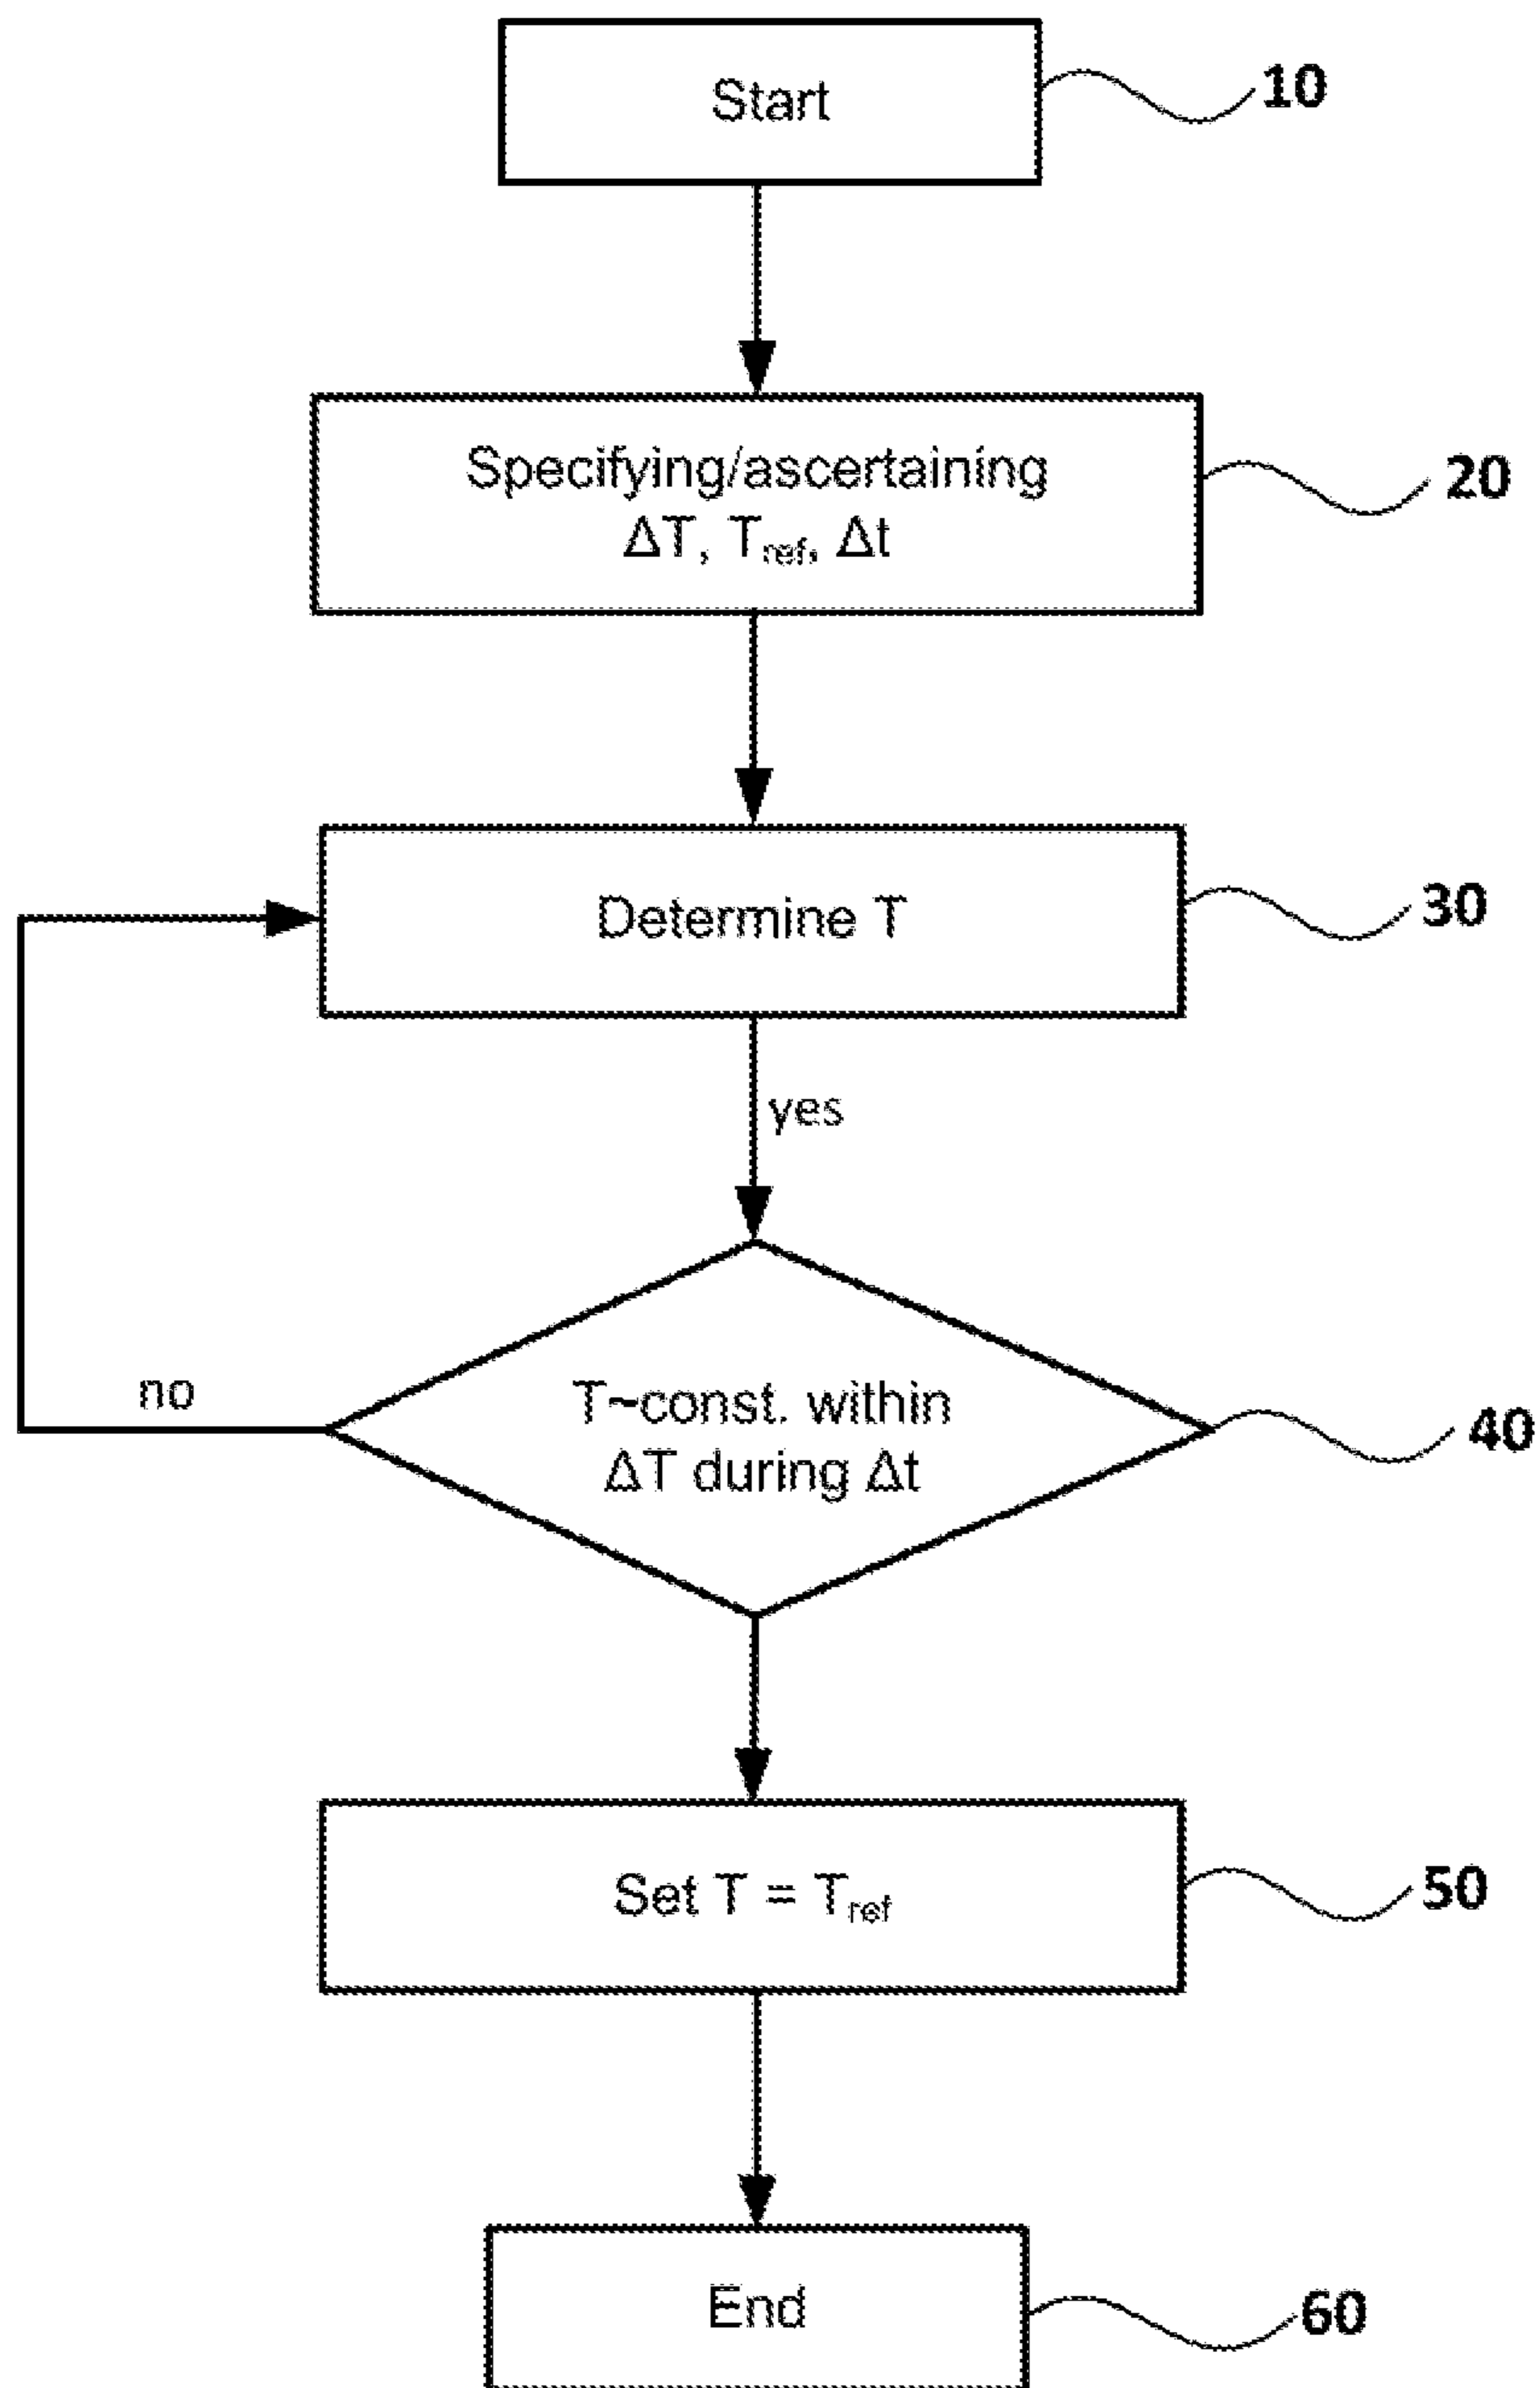 Start
10
Specifying/ascertaining
ΔT, Tref, Δt
20
Determine T
30
yes
no
T~const. within
ΔT during Δt
40
Set T = Tref
50
End
60